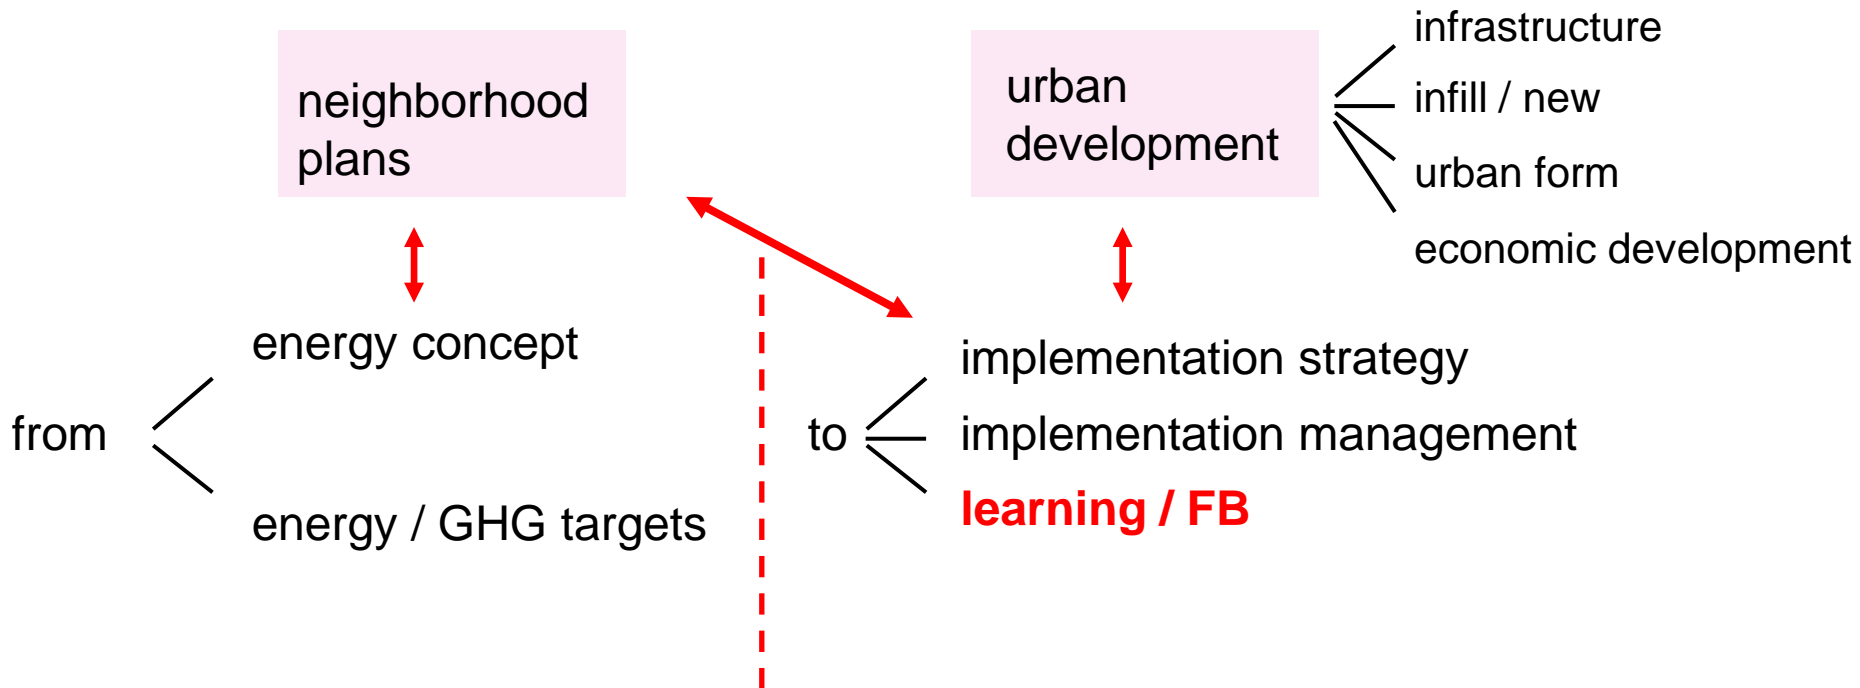 neighborhood
plans
urban
development
infrastructure
infill / new
urban form
economic development
from
energy concept
energy / GHG targets
to
implementation strategy
implementation management
learning / FB